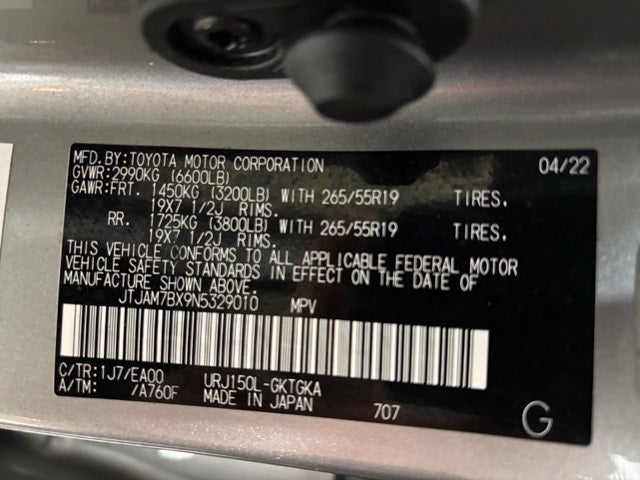 MFD.BY:TOYOTA MOTOR CORPORATION 04/22
GVWR:2990KG (6600LB)
GAWR:FRT. 1450KG (3200LB) WITH 265/55R19 TIRES.
19X7 1/2J RIMS.
RR. 1725KG (3800LB) WITH 265/55R19 TIRES.
19X7 1/2J RIMS.
THIS VEHICLE CONFORMS TO ALL APPLICABLE FEDERAL MOTOR
VEHICLE SAFETY STANDARDS IN EFFECT ON THE DATE OF
MANUFACTURE SHOWN ABOVE.
JTJAM7BX9N5329010 MPV
C/TR:1J7/EA00 URJ150L-GKTGKA
A/TM: /A760F MADE IN JAPAN 707 G